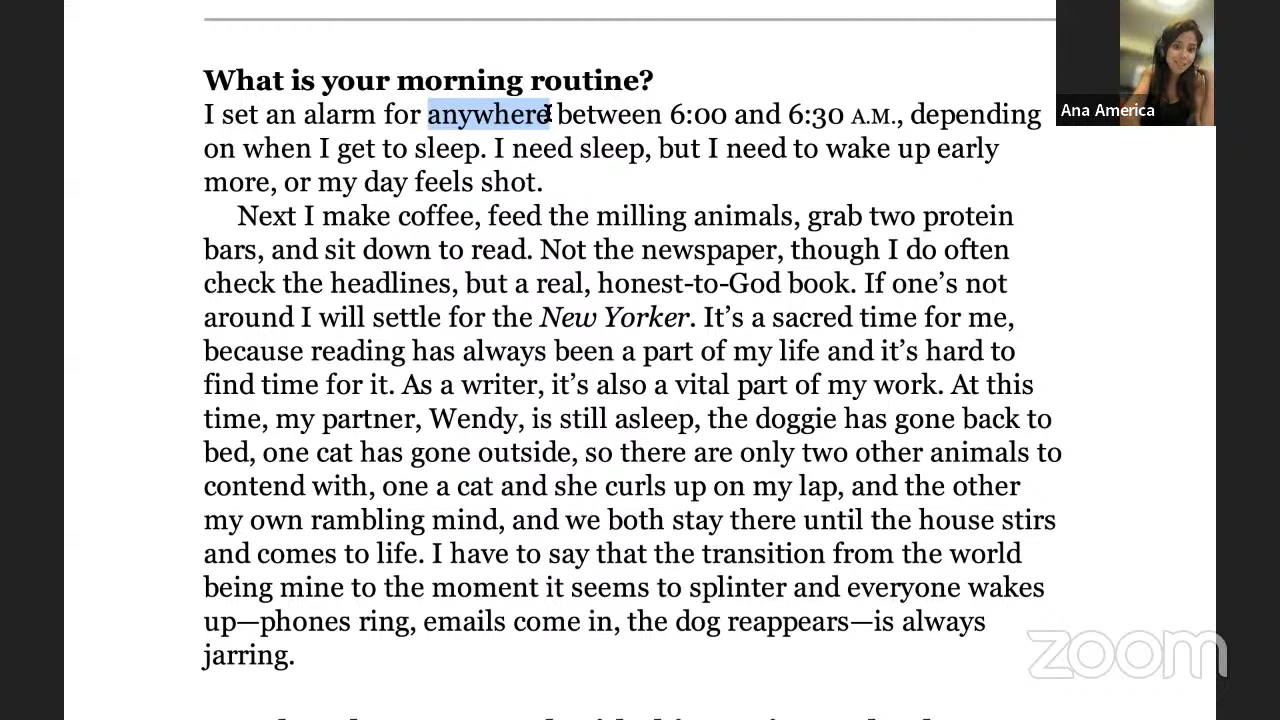 What is your morning routine?
I set an alarm for anywhere between 6:00 and 6:30 A.M., depending
on when I get to sleep. I need sleep, but I need to wake up early
more, or my day feels shot.
Next I make coffee, feed the milling animals, grab two protein
bars, and sit down to read. Not the newspaper, though I do often
check the headlines, but a real, honest-to-God book. If one’s not
around I will settle for the New Yorker. It’s a sacred time for me,
because reading has always been a part of my life and it’s hard to
find time for it. As a writer, it’s also a vital part of my work. At this
time, my partner, Wendy, is still asleep, the doggie has gone back to
bed, one cat has gone outside, so there are only two other animals to
contend with, one a cat and she curls up on my lap, and the other
my own rambling mind, and we both stay there until the house stirs
and comes to life. I have to say that the transition from the world
being mine to the moment it seems to splinter and everyone wakes
up—phones ring, emails come in, the dog reappears—is always
jarring.
Ana America
zoom